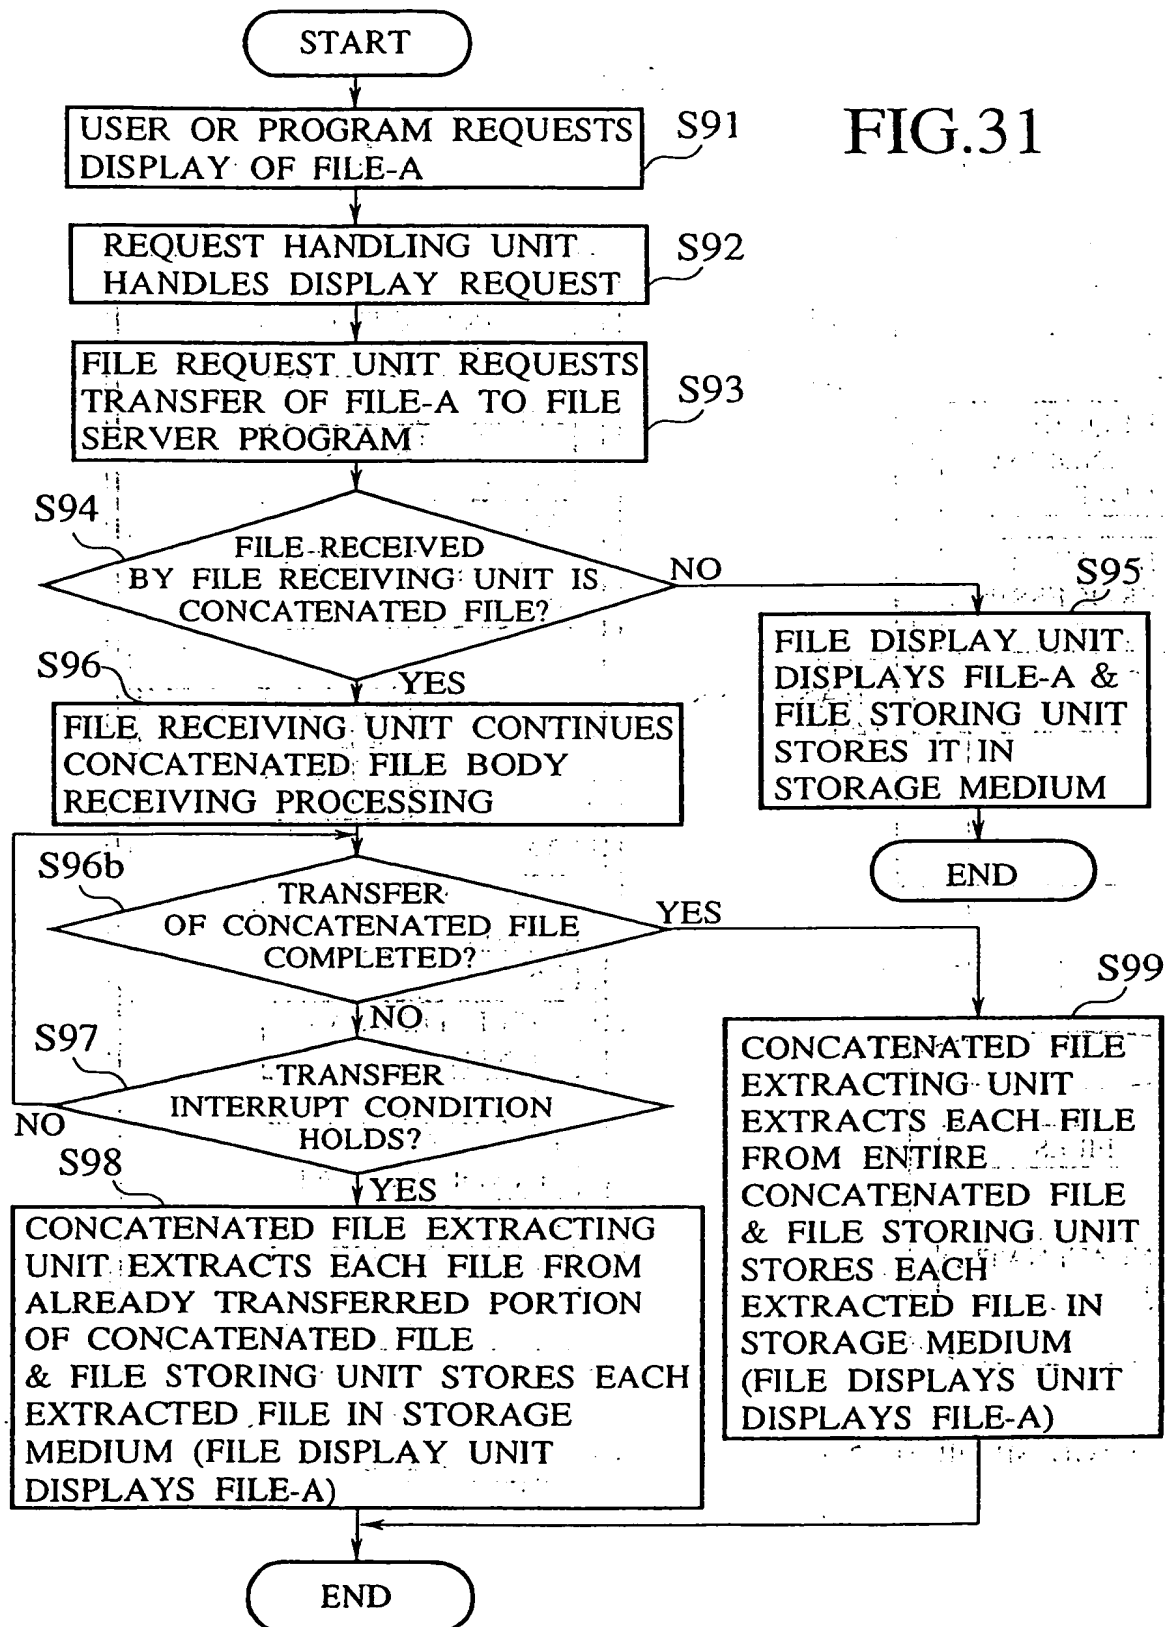 START
FIG.31
S91
USER OR PROGRAM REQUESTS
DISPLAY OF FILE-A
S92
REQUEST HANDLING UNIT
HANDLES DISPLAY REQUEST
S93
FILE REQUEST UNIT REQUESTS
TRANSFER OF FILE-A TO FILE
SERVER PROGRAM
S94
FILE RECEIVED
BY FILE RECEIVING UNIT IS
CONCATENATED FILE?
NO
YES
S95
FILE DISPLAY UNIT
DISPLAYS FILE-A &
FILE STORING UNIT
STORES IT IN
STORAGE MEDIUM
END
S96
FILE RECEIVING UNIT CONTINUES
CONCATENATED FILE BODY
RECEIVING PROCESSING
S96b
TRANSFER
OF CONCATENATED FILE
COMPLETED?
YES
NO
S97
TRANSFER
INTERRUPT CONDITION
HOLDS?
NO
YES
S98
CONCATENATED FILE EXTRACTING
UNIT EXTRACTS EACH FILE FROM
ALREADY TRANSFERRED PORTION
OF CONCATENATED FILE
& FILE STORING UNIT STORES EACH
EXTRACTED FILE IN STORAGE
MEDIUM (FILE DISPLAY UNIT
DISPLAYS FILE-A)
S99
CONCATENATED FILE
EXTRACTING UNIT
EXTRACTS EACH FILE
FROM ENTIRE
CONCATENATED FILE
& FILE STORING UNIT
STORES EACH
EXTRACTED FILE IN
STORAGE MEDIUM
(FILE DISPLAYS UNIT
DISPLAYS FILE-A)
END